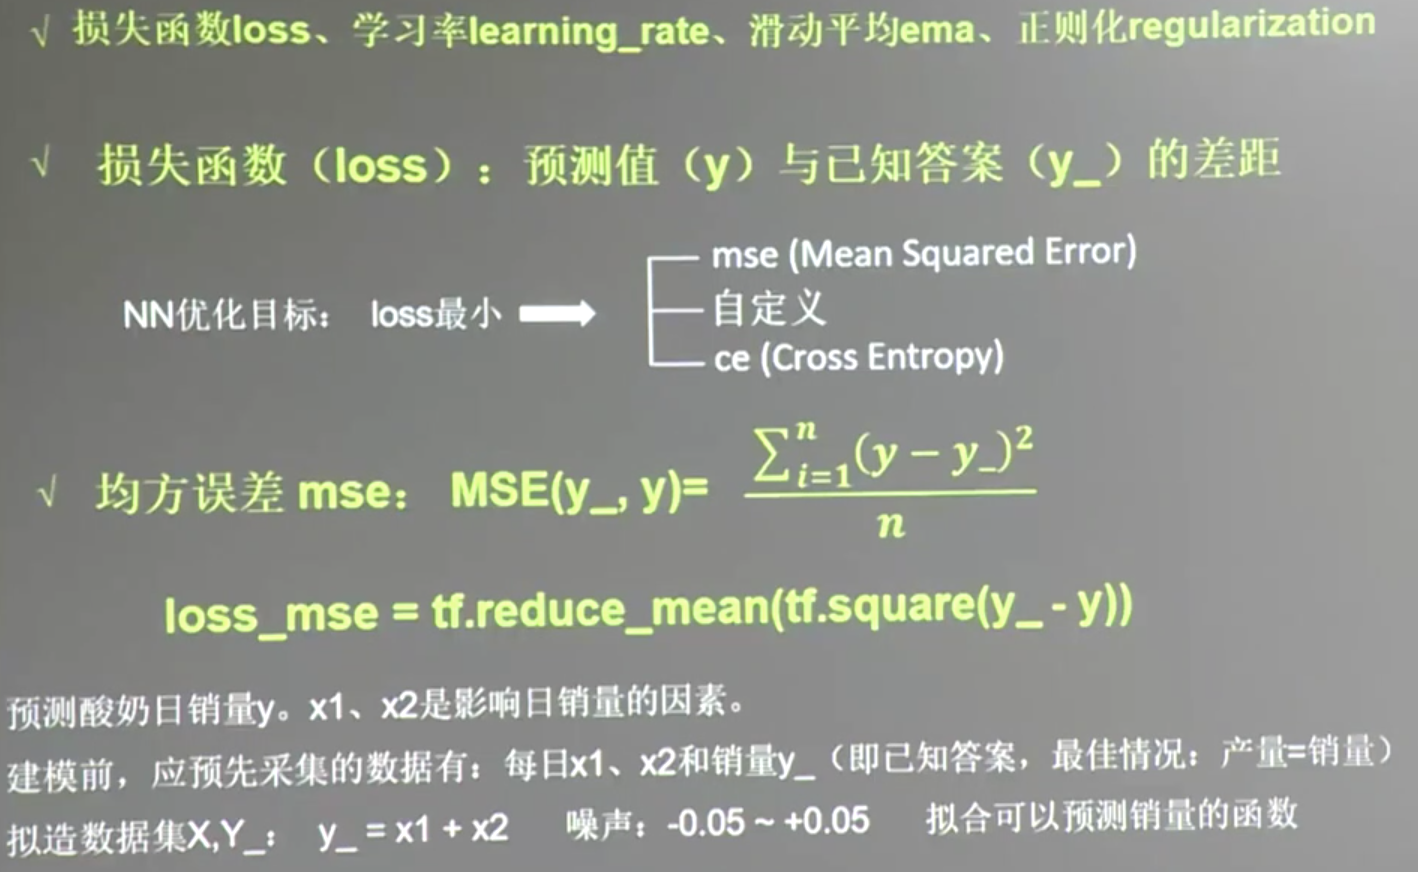 √ 损失函数loss、学习率learning_rate、滑动平均ema、正则化regularization
√ 损失函数（loss）：预测值（y）与已知答案（y_）的差距
NN优化目标： loss最小
mse (Mean Squared Error)
自定义
ce (Cross Entropy)
√ 均方误差 mse： MSE(y_, y)= \frac{\sum_{i=1}^{n}(y - y_)^2}{n}
loss_mse = tf.reduce_mean(tf.square(y_ - y))
预测酸奶日销量y。x1、x2是影响日销量的因素。
建模前，应预先采集的数据有：每日x1、x2和销量y_（即已知答案，最佳情况：产量=销量）
拟造数据集X,Y_： y_ = x1 + x2 噪声：-0.05 ~ +0.05 拟合可以预测销量的函数